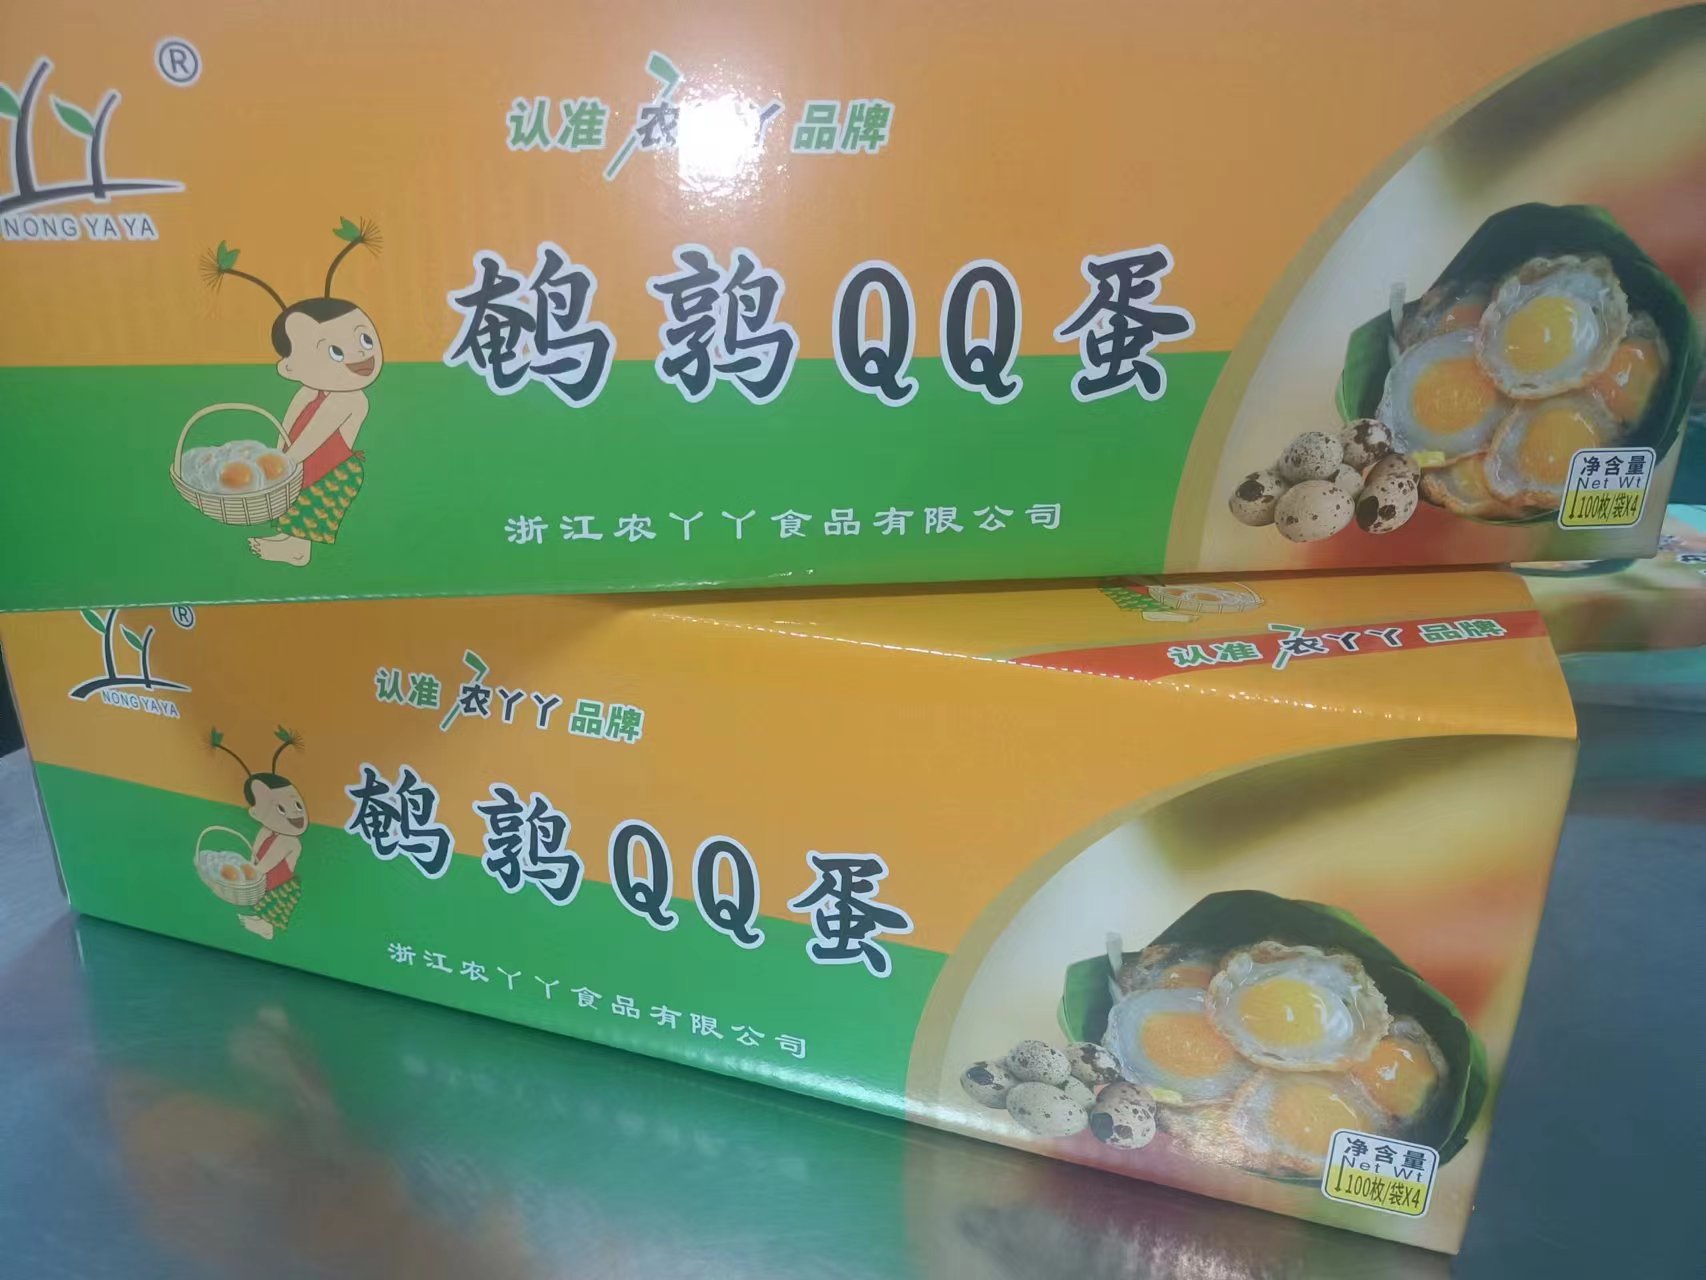 ®
NONG YA YA
认准 农丫丫 品牌
鹌鹑QQ蛋
浙江农丫丫食品有限公司
净含量
Net Wt
100枚/袋X4
®
NONG YA YA
认准 农丫丫 品牌
认准 农丫丫 品牌
鹌鹑QQ蛋
浙江农丫丫食品有限公司
净含量
Net Wt
100枚/袋X4